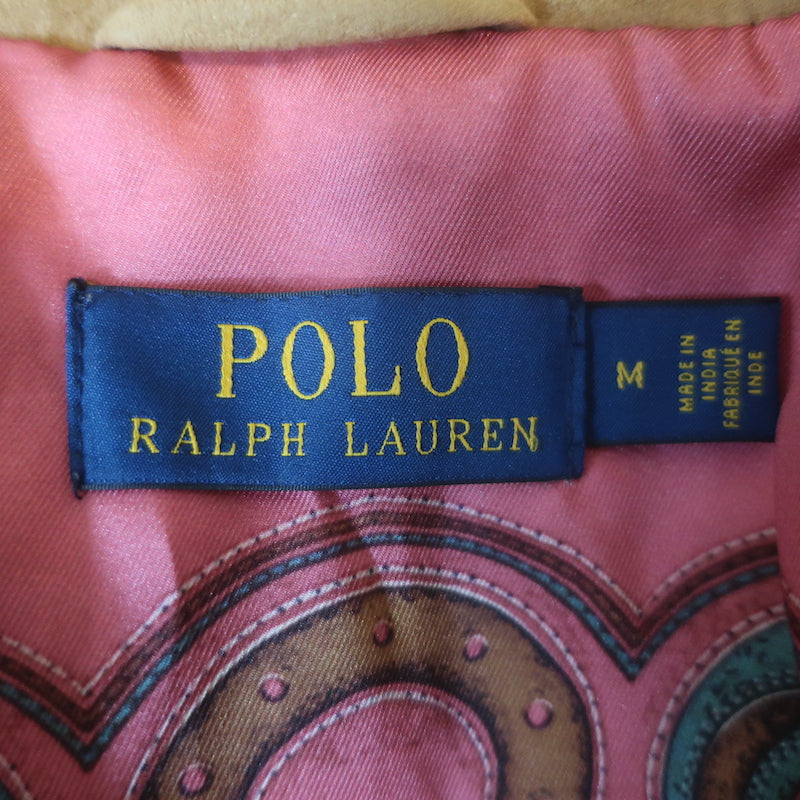 POLO
RALPH LAUREN
M
MADE IN
INDIA
FABRIQUÉ EN
INDE